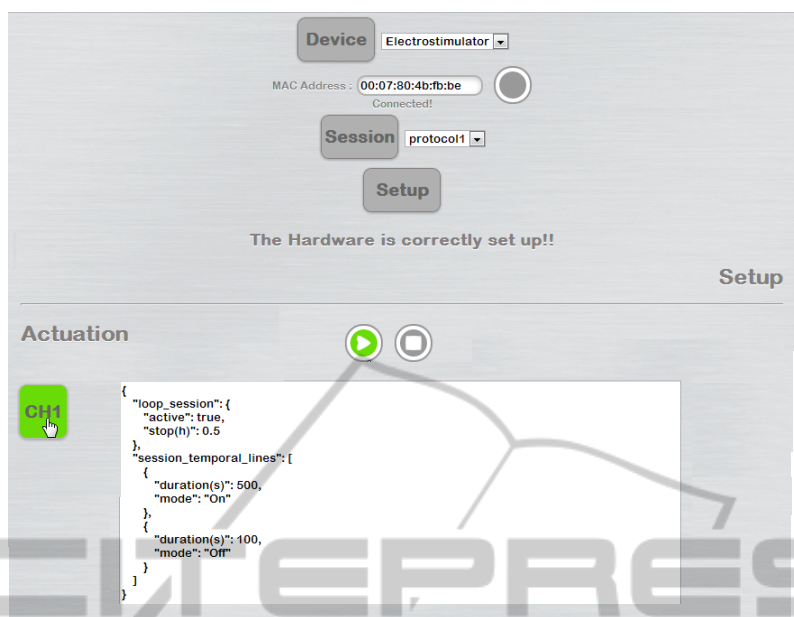 Device Electrostimulator
MAC Address : 00:07:80:4b:fb:be
Connected!
Session protocol1
Setup
The Hardware is correctly set up!!
Setup
Actuation
CH1
{
"loop_session": {
"active": true,
"stop(h)": 0.5
},
"session_temporal_lines": [
{
"duration(s)": 500,
"mode": "On"
},
{
"duration(s)": 100,
"mode": "Off"
}
]
}
CITEPRES